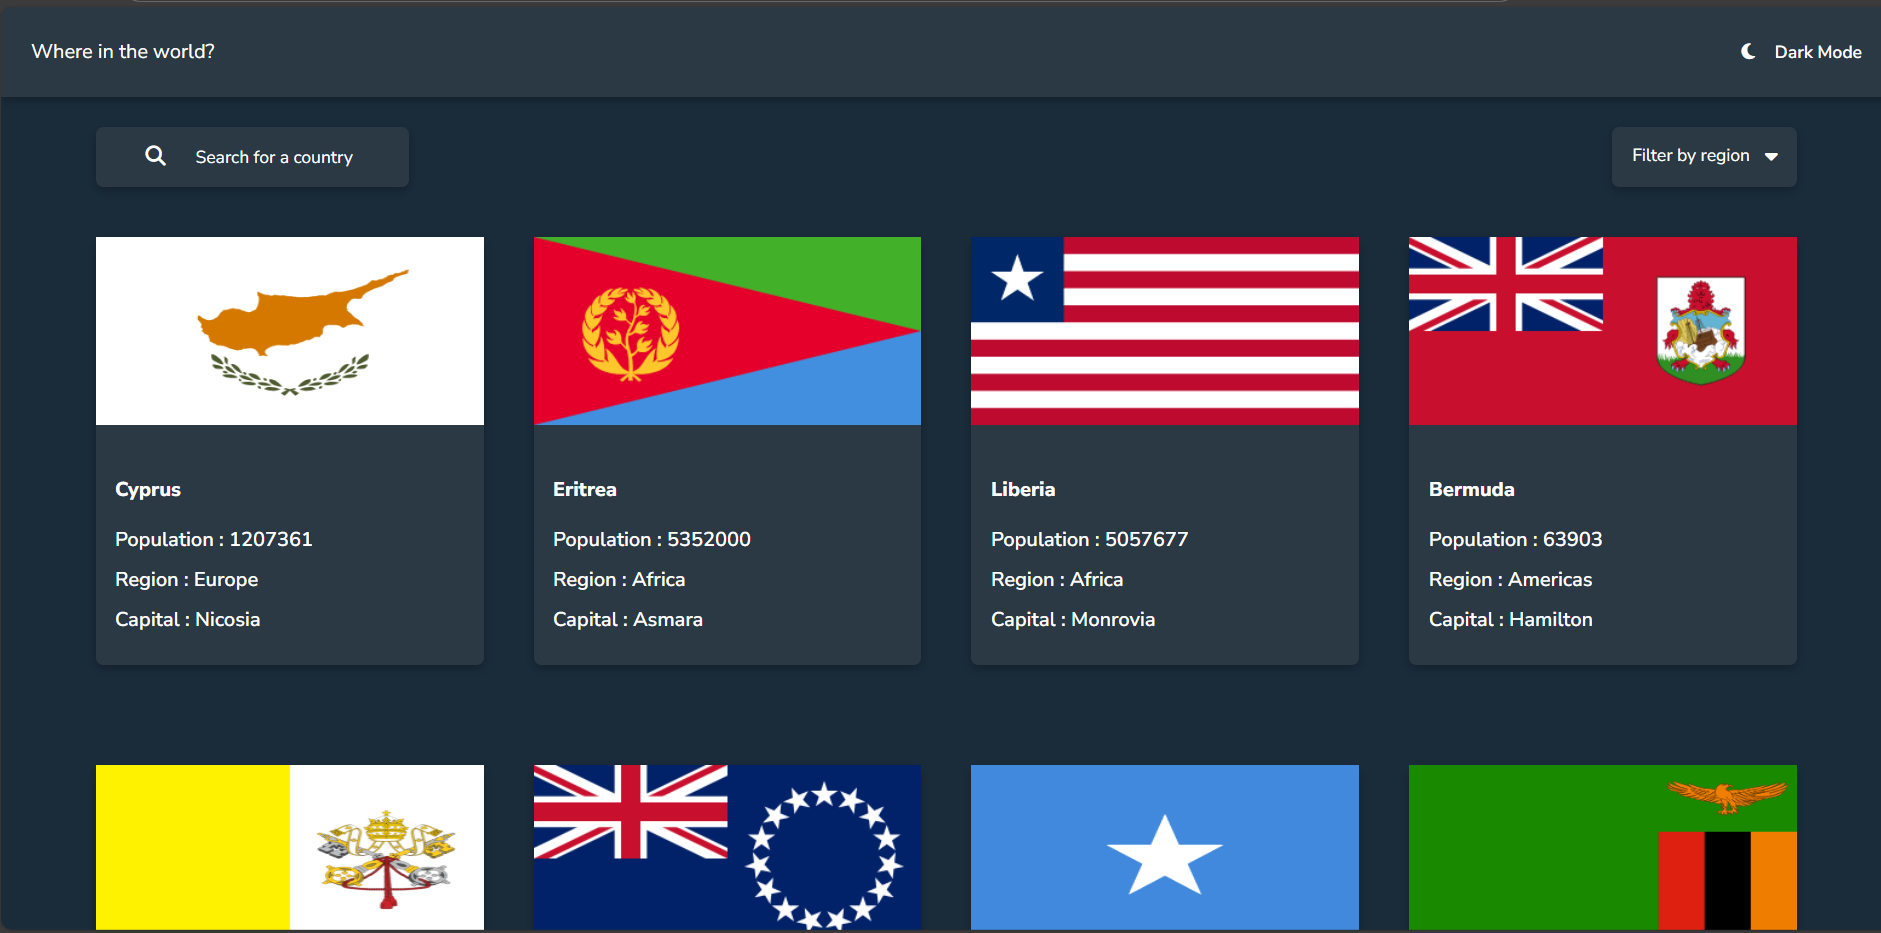 Where in the world?
Dark Mode
Search for a country
Filter by region
Cyprus
Population : 1207361
Region : Europe
Capital : Nicosia
Eritrea
Population : 5352000
Region : Africa
Capital : Asmara
Liberia
Population : 5057677
Region : Africa
Capital : Monrovia
Bermuda
Population : 63903
Region : Americas
Capital : Hamilton